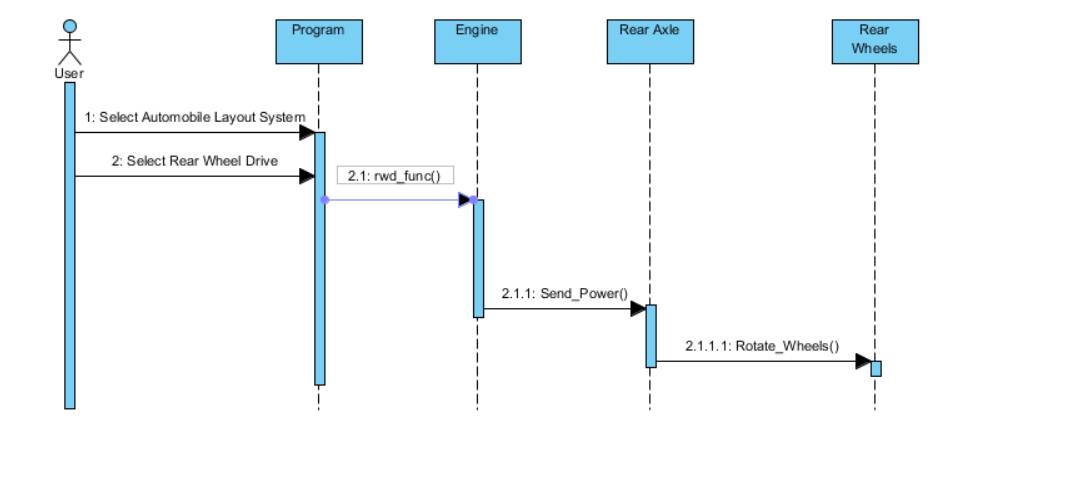 Program
Engine
Rear Axle
Rear
Wheels
User
1: Select Automobile Layout System
2: Select Rear Wheel Drive
2.1: rwd_func()
2.1.1: Send_Power()
2.1.1.1: Rotate_Wheels()